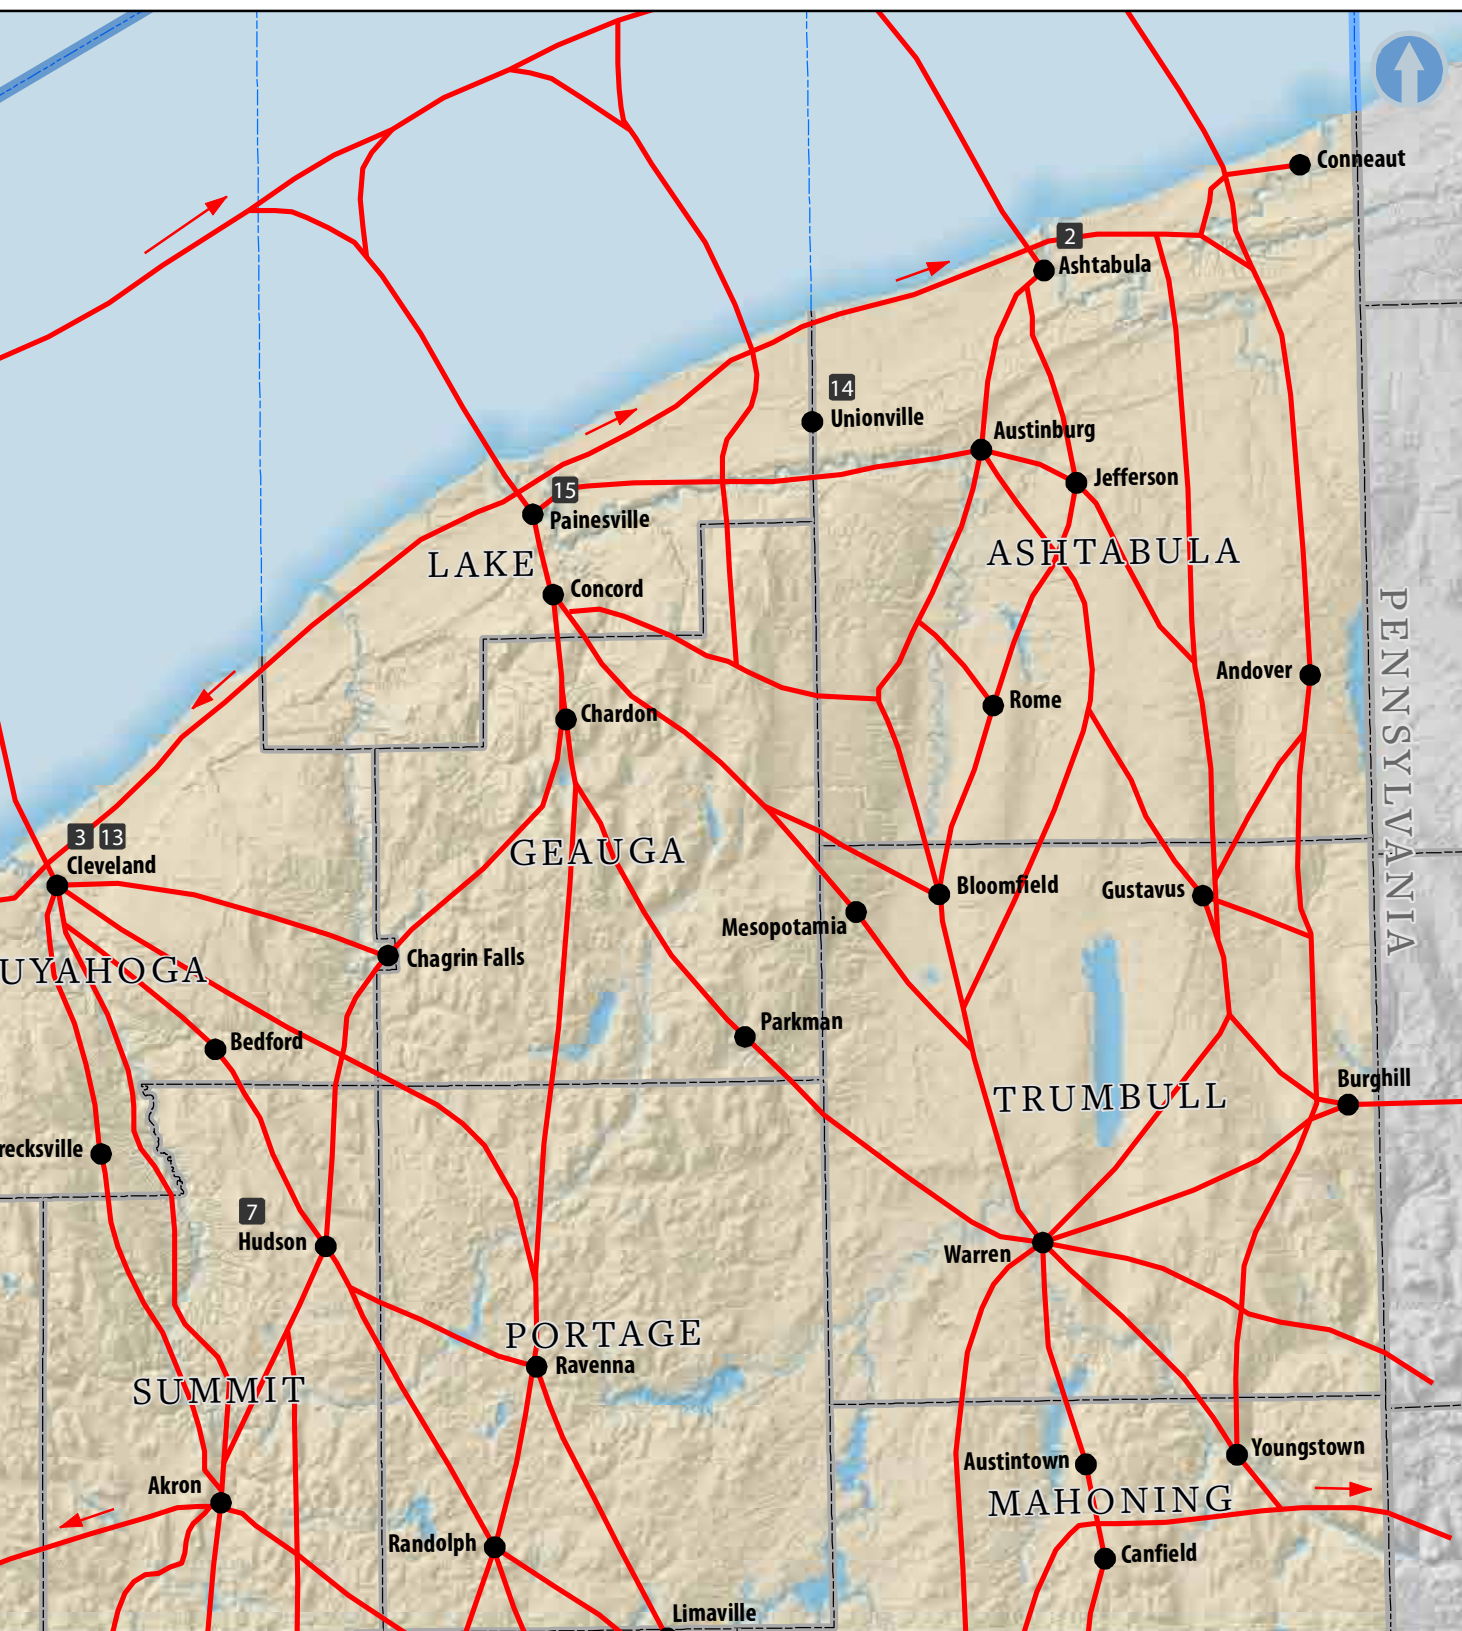 Conneaut
2
Ashtabula
14
Unionville
Austinburg
Jefferson
15
Painesville
ASHTABULA
LAKE
Concord
PENNSYLVANIA
Andover
Rome
Chardon
3 13
Cleveland
GEAUGA
Bloomfield
Gustavus
Mesopotamia
Chagrin Falls
UYAHOGA
Parkman
Bedford
Burghill
TRUMBULL
recksville
7
Hudson
Warren
PORTAGE
Ravenna
SUMMIT
Youngstown
Austintown
Akron
MAHONING
Randolph
Canfield
Limaville